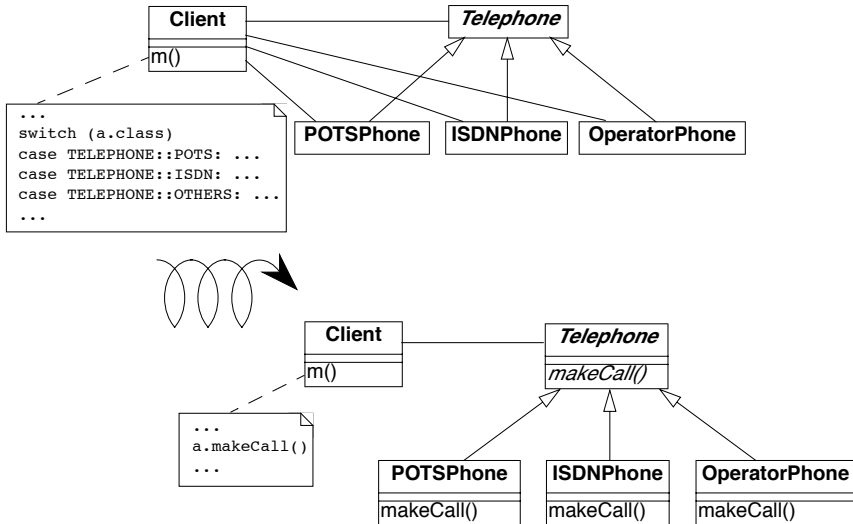 Client
Telephone
m()
...
switch (a.class)
case TELEPHONE::POTS: ...
case TELEPHONE::ISDN: ...
case TELEPHONE::OTHERS: ...
...
POTSPhone
ISDNPhone
OperatorPhone
Client
Telephone
m()
makeCall()
...
a.makeCall()
...
POTSPhone
ISDNPhone
OperatorPhone
makeCall()
makeCall()
makeCall()